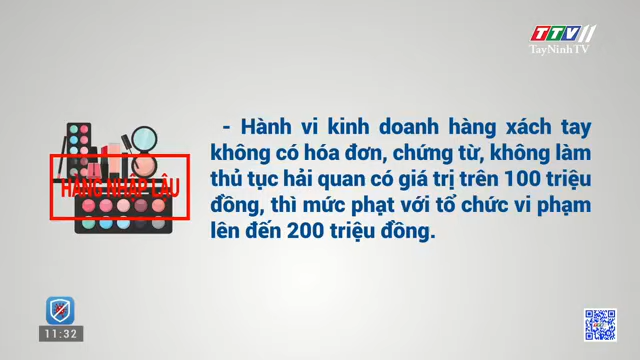 TTV11
TayNinhTV
- Hành vi kinh doanh hàng xách tay
không có hóa đơn, chứng từ, không làm
thủ tục hải quan có giá trị trên 100 triệu
đồng, thì mức phạt với tổ chức vi phạm
lên đến 200 triệu đồng.
HÀNG NHẬP LẬU
11:32